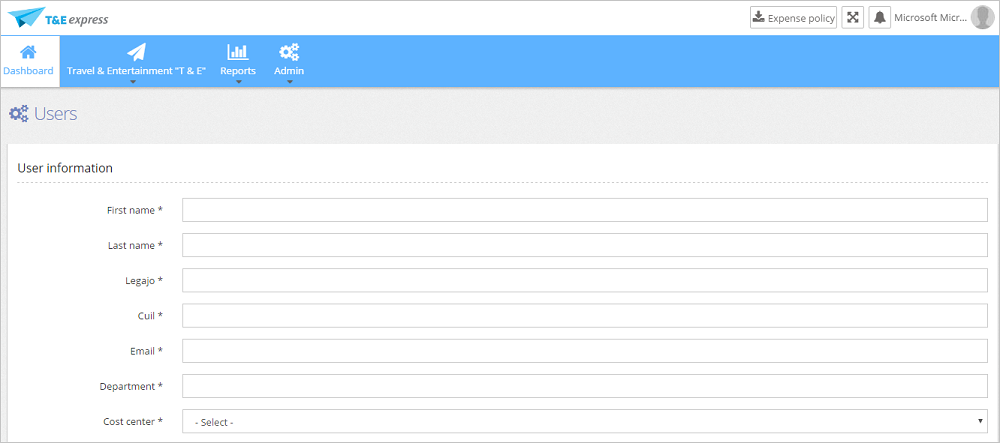 T&E express
Expense policy
Microsoft Micr...
Dashboard
Travel & Entertainment "T & E"
Reports
Admin
Users
User information
First name *
Last name *
Legajo *
Cuil *
Email *
Department *
Cost center *
- Select -